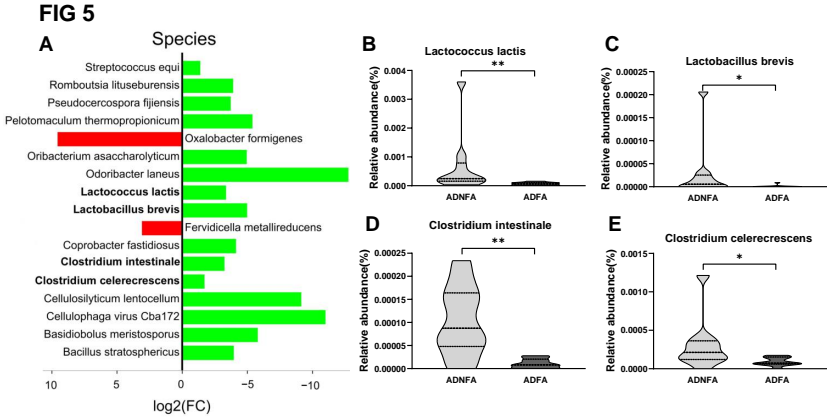 FIG 5
A
Species
Streptococcus equi
Romboutsia lituseburensis
Pseudocercospora fijiensis
Pelotomaculum thermopropionicum
Oxalobacter formigenes
Oribacterium asaccharolyticum
Odoribacter laneus
Lactococcus lactis
Lactobacillus brevis
Fervidicella metallireducens
Coprobacter fastidiosus
Clostridium intestinale
Clostridium celerecrescens
Cellulosilyticum lentocellum
Cellulophaga virus Cba172
Basidiobolus meristosporus
Bacillus stratosphericus
10 5 0 −5 −10
log2(FC)
B
Lactococcus lactis
**
Relative abundance(%)
0.004
0.003
0.002
0.001
0.000
ADNFA ADFA
C
Lactobacillus brevis
*
Relative abundance(%)
0.00025
0.00020
0.00015
0.00010
0.00005
0.00000
ADNFA ADFA
D
Clostridium intestinale
**
Relative abundance(%)
0.00025
0.00020
0.00015
0.00010
0.00005
0.00000
ADNFA ADFA
E
Clostridium celerecrescens
*
Relative abundance(%)
0.0015
0.0010
0.0005
0.0000
ADNFA ADFA